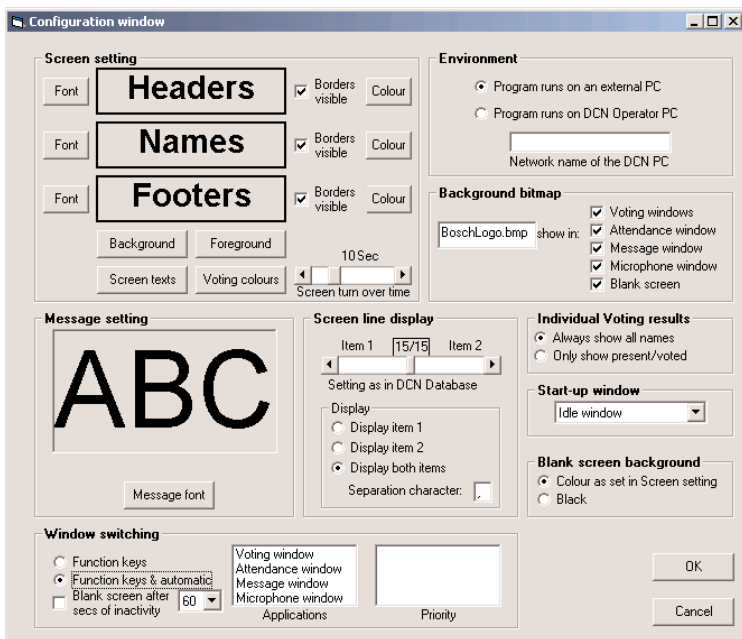 Configuration window
Screen setting
Font
Headers
Borders visible
Colour
Font
Names
Borders visible
Colour
Font
Footers
Borders visible
Colour
Background
Foreground
10 Sec
Screen texts
Voting colours
Screen turn over time
Environment
Program runs on an external PC
Program runs on DCN Operator PC
Network name of the DCN PC
Background bitmap
BoschLogo.bmp
show in:
Voting windows
Attendance window
Message window
Microphone window
Blank screen
Message setting
ABC
Message font
Screen line display
Item 1
15/15
Item 2
Setting as in DCN Database
Display
Display item 1
Display item 2
Display both items
Separation character:
,
Individual Voting results
Always show all names
Only show present/voted
Start-up window
Idle window
Blank screen background
Colour as set in Screen setting
Black
Window switching
Function keys
Function keys & automatic
Blank screen after
60
secs of inactivity
Voting window
Attendance window
Message window
Microphone window
Applications
Priority
OK
Cancel